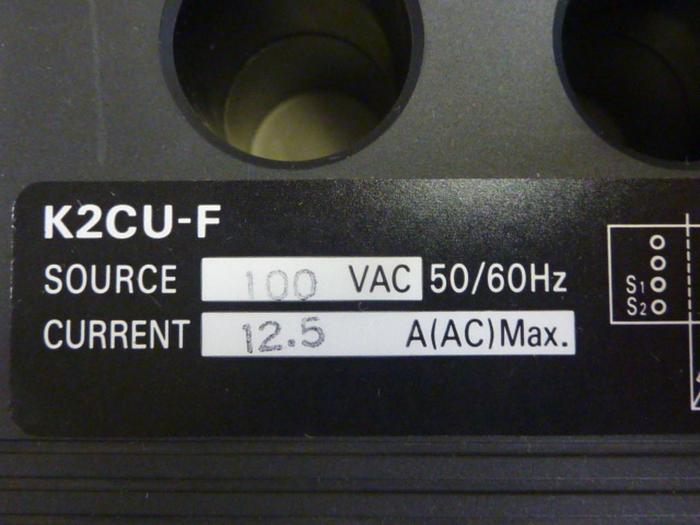 K2CU-F
SOURCE 100 VAC 50/60Hz
CURRENT 12.5 A(AC)Max.
S1
S2